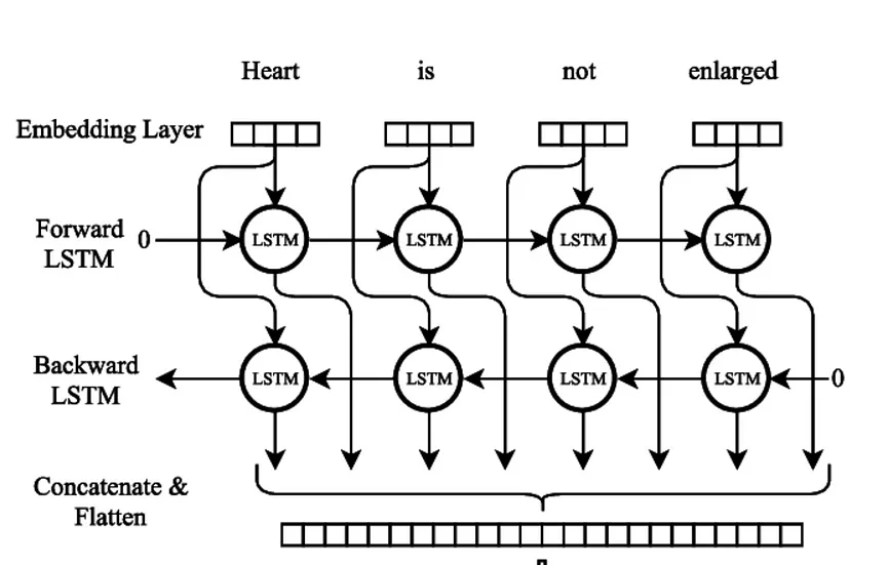 Heart is not enlarged
Embedding Layer
Forward
LSTM
0
LSTM LSTM LSTM LSTM
Backward
LSTM
LSTM LSTM LSTM LSTM
0
Concatenate &
Flatten